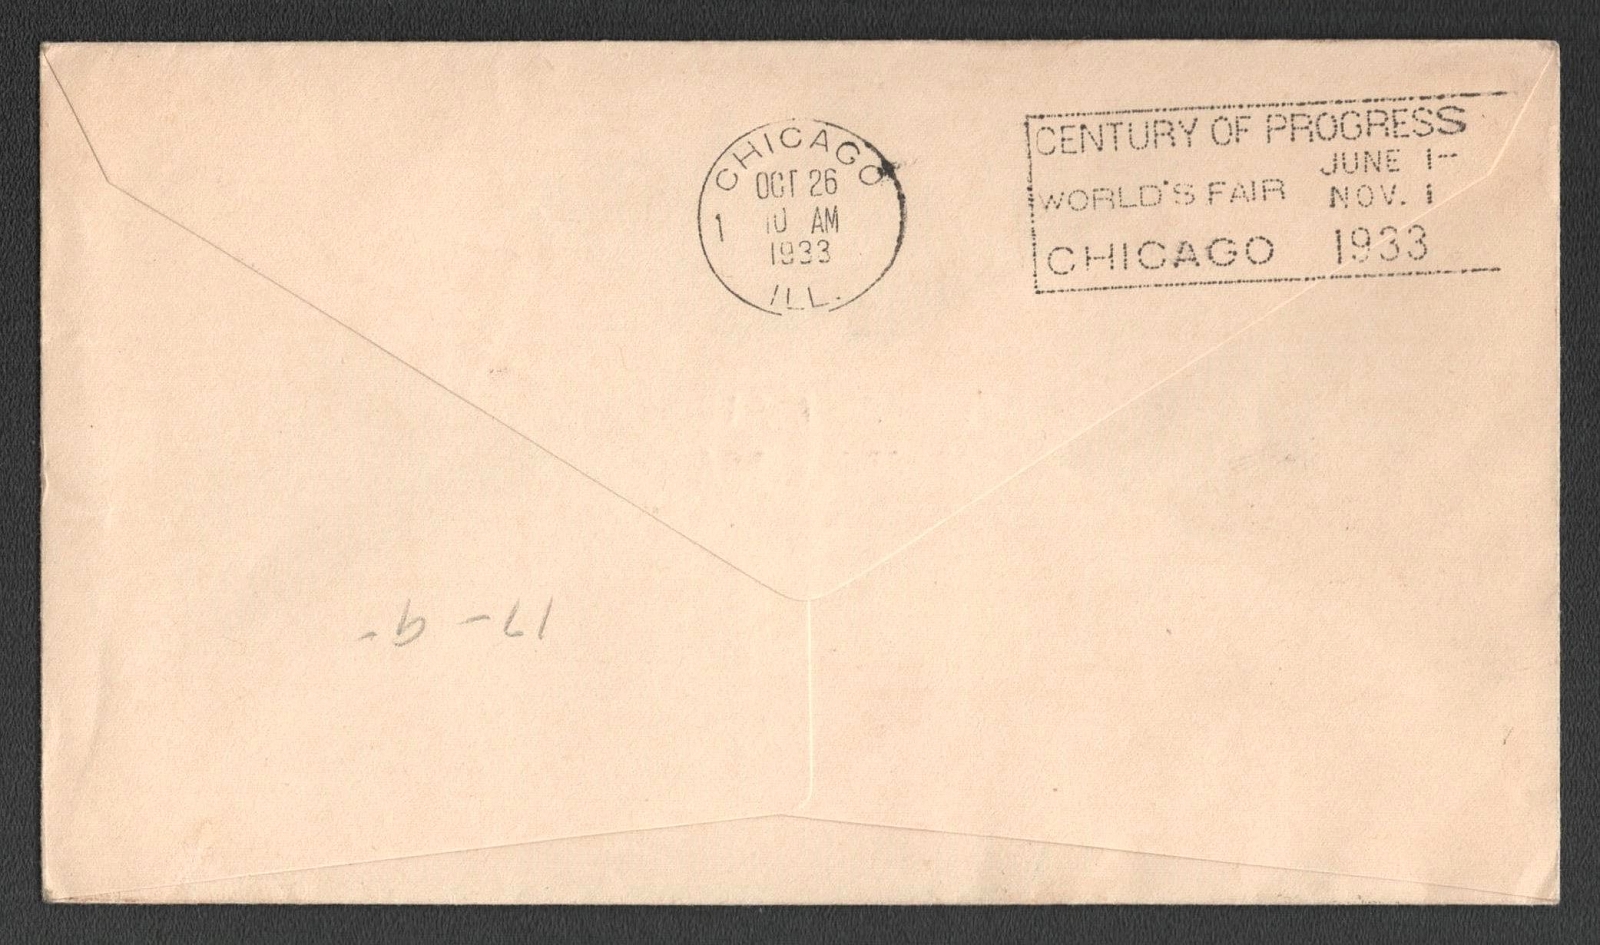 CHICAGO
OCT 26
1 10 AM
1933
ILL.
CENTURY OF PROGRESS
JUNE 1-
WORLD'S FAIR NOV. 1
CHICAGO 1933
17-9-